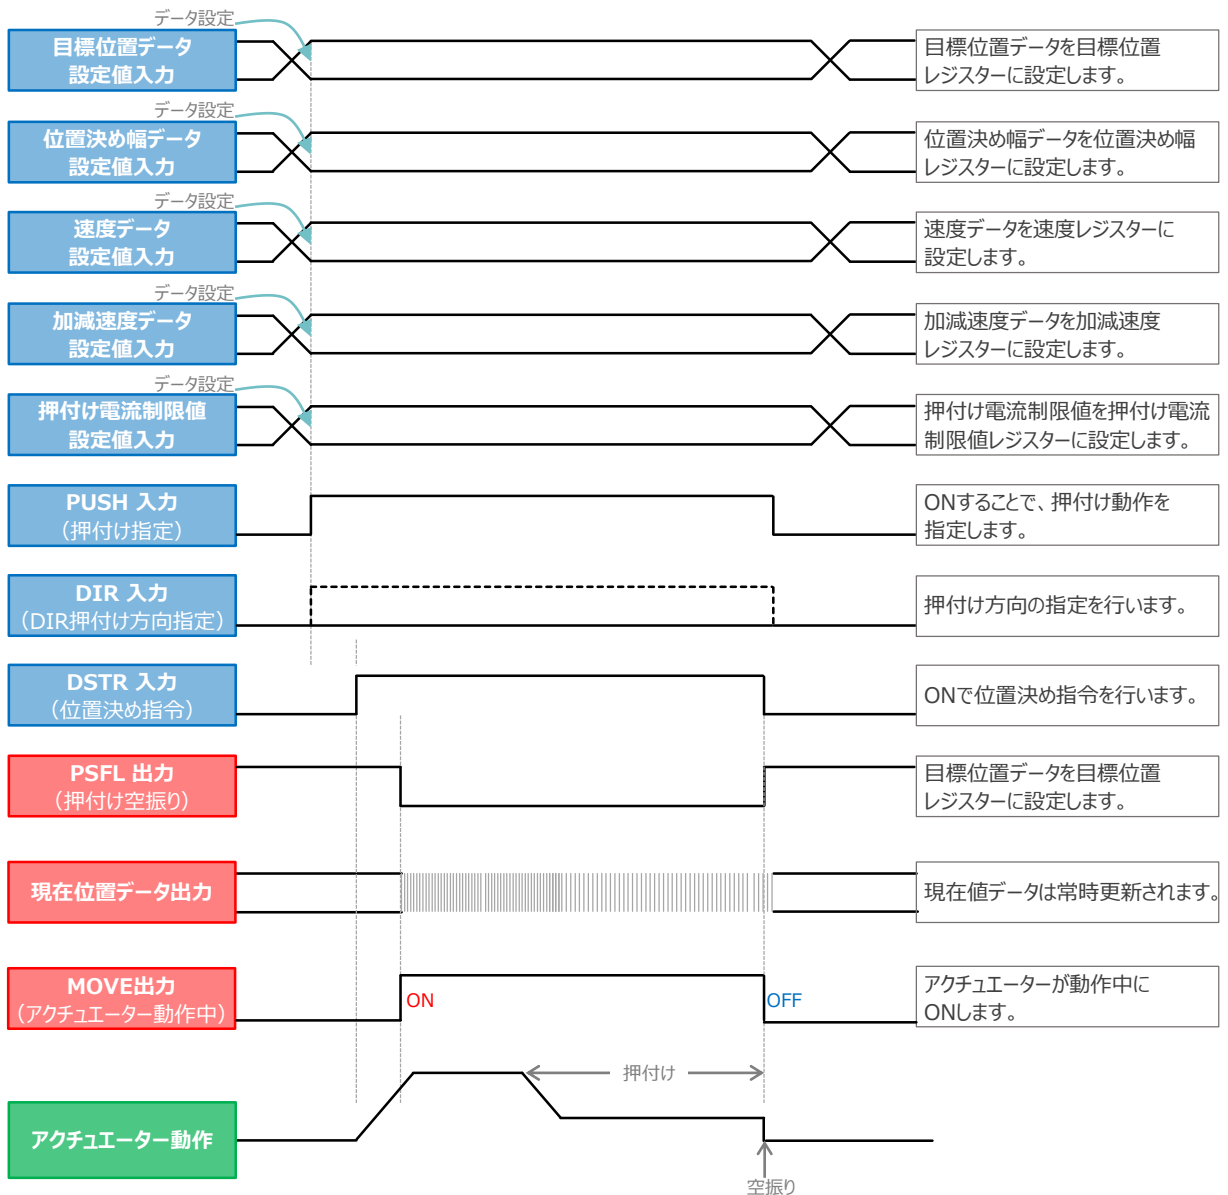 データ設定
目標位置データ
設定値入力
目標位置データを目標位置
レジスターに設定します。
データ設定
位置決め幅データ
設定値入力
位置決め幅データを位置決め幅
レジスターに設定します。
データ設定
速度データ
設定値入力
速度データを速度レジスターに
設定します。
データ設定
加減速度データ
設定値入力
加減速度データを加減速度
レジスターに設定します。
データ設定
押付け電流制限値
設定値入力
押付け電流制限値を押付け電流
制限値レジスターに設定します。
PUSH 入力
（押付け指定）
ONすることで、押付け動作を
指定します。
DIR 入力
（DIR押付け方向指定）
押付け方向の指定を行います。
DSTR 入力
（位置決め指令）
ONで位置決め指令を行います。
PSFL 出力
（押付け空振り）
目標位置データを目標位置
レジスターに設定します。
現在位置データ出力
現在値データは常時更新されます。
MOVE出力
（アクチュエーター動作中）
ON
OFF
アクチュエーターが動作中に
ONします。
押付け
アクチュエーター動作
空振り